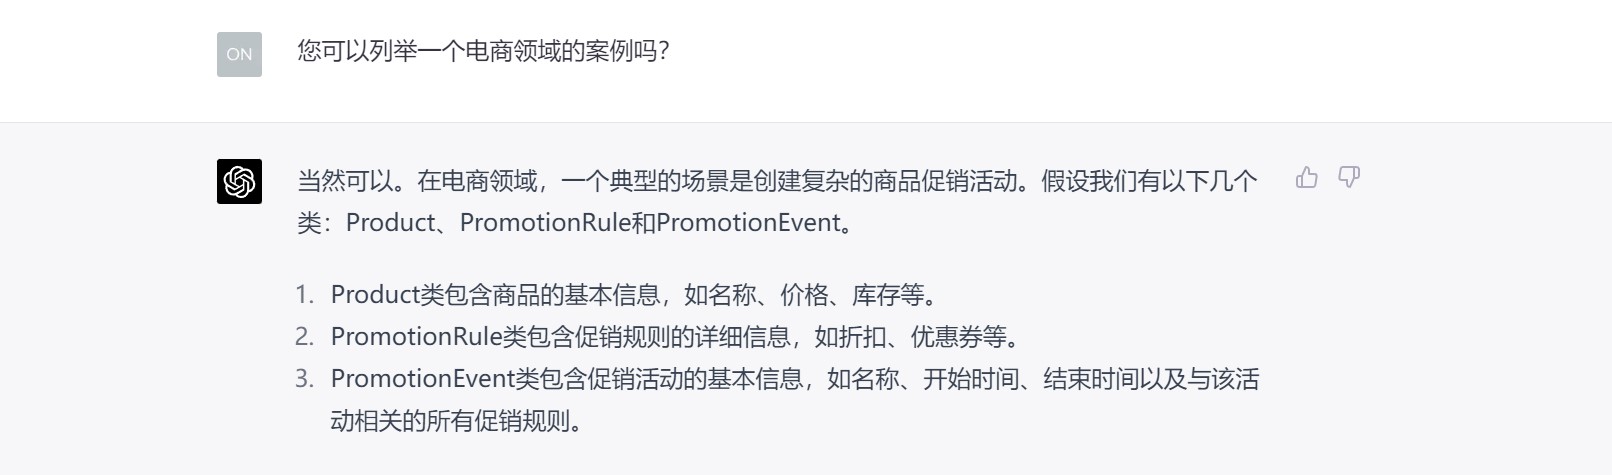 ON
您可以列举一个电商领域的案例吗？
当然可以。在电商领域，一个典型的场景是创建复杂的商品促销活动。假设我们有以下几个
类：Product、PromotionRule和PromotionEvent。
1. Product类包含商品的基本信息，如名称、价格、库存等。
2. PromotionRule类包含促销规则的详细信息，如折扣、优惠券等。
3. PromotionEvent类包含促销活动的基本信息，如名称、开始时间、结束时间以及与该活
动相关的所有促销规则。